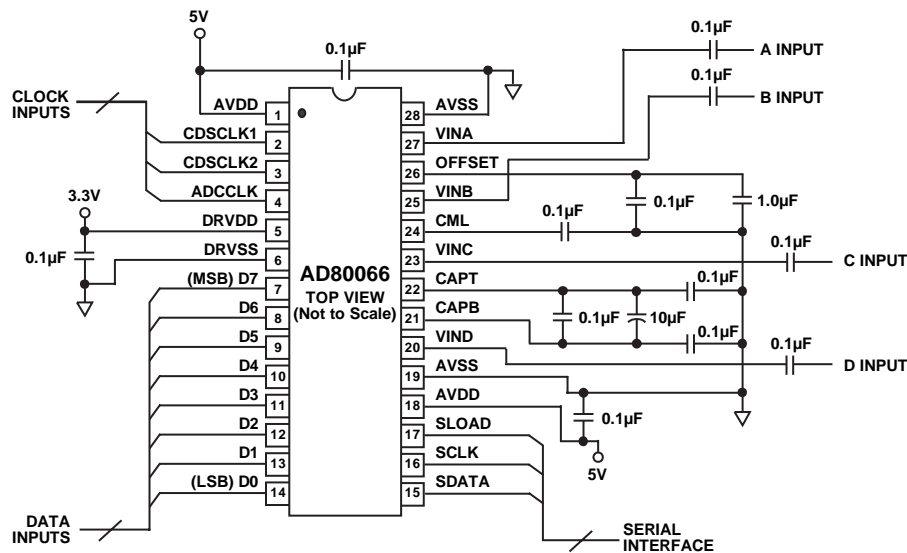 5V
0.1µF
0.1µF
A INPUT
0.1µF
B INPUT
CLOCK
INPUTS
AVDD
1
28
AVSS
CDSCLK1
2
27
VINA
CDSCLK2
3
26
OFFSET
ADCCLK
4
25
VINB
0.1µF
1.0µF
3.3V
DRVDD
5
24
CML
0.1µF
0.1µF
DRVSS
6
23
VINC
0.1µF
C INPUT
AD80066
TOP VIEW
(Not to Scale)
(MSB) D7
7
22
CAPT
0.1µF
D6
8
21
CAPB
0.1µF
10µF
0.1µF
D5
9
20
VIND
0.1µF
D INPUT
D4
10
19
AVSS
D3
11
18
AVDD
0.1µF
5V
D2
12
17
SLOAD
D1
13
16
SCLK
(LSB) D0
14
15
SDATA
DATA
INPUTS
SERIAL
INTERFACE